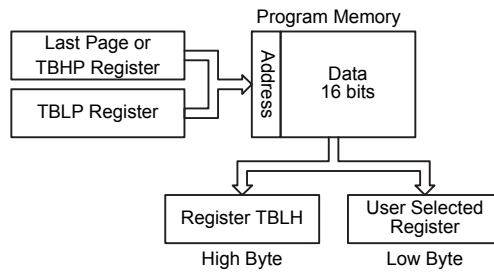 Program Memory
Last Page or
TBHP Register
TBLP Register
Address
Data
16 bits
Register TBLH
High Byte
User Selected
Register
Low Byte